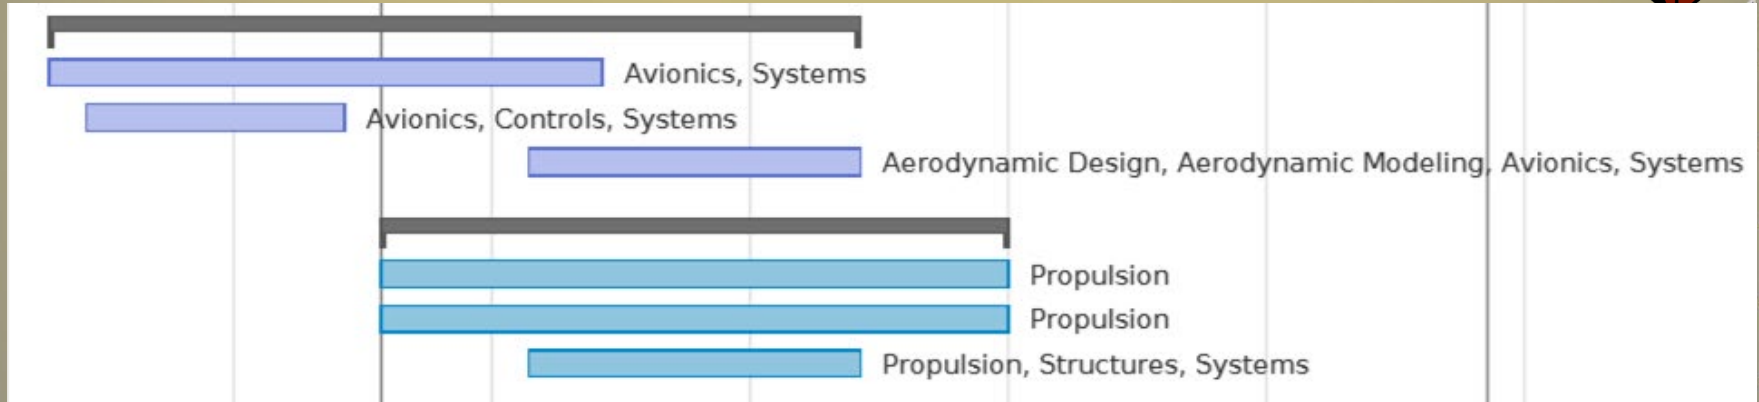 Avionics, Systems
Avionics, Controls, Systems
Aerodynamic Design, Aerodynamic Modeling, Avionics, Systems
Propulsion
Propulsion
Propulsion, Structures, Systems